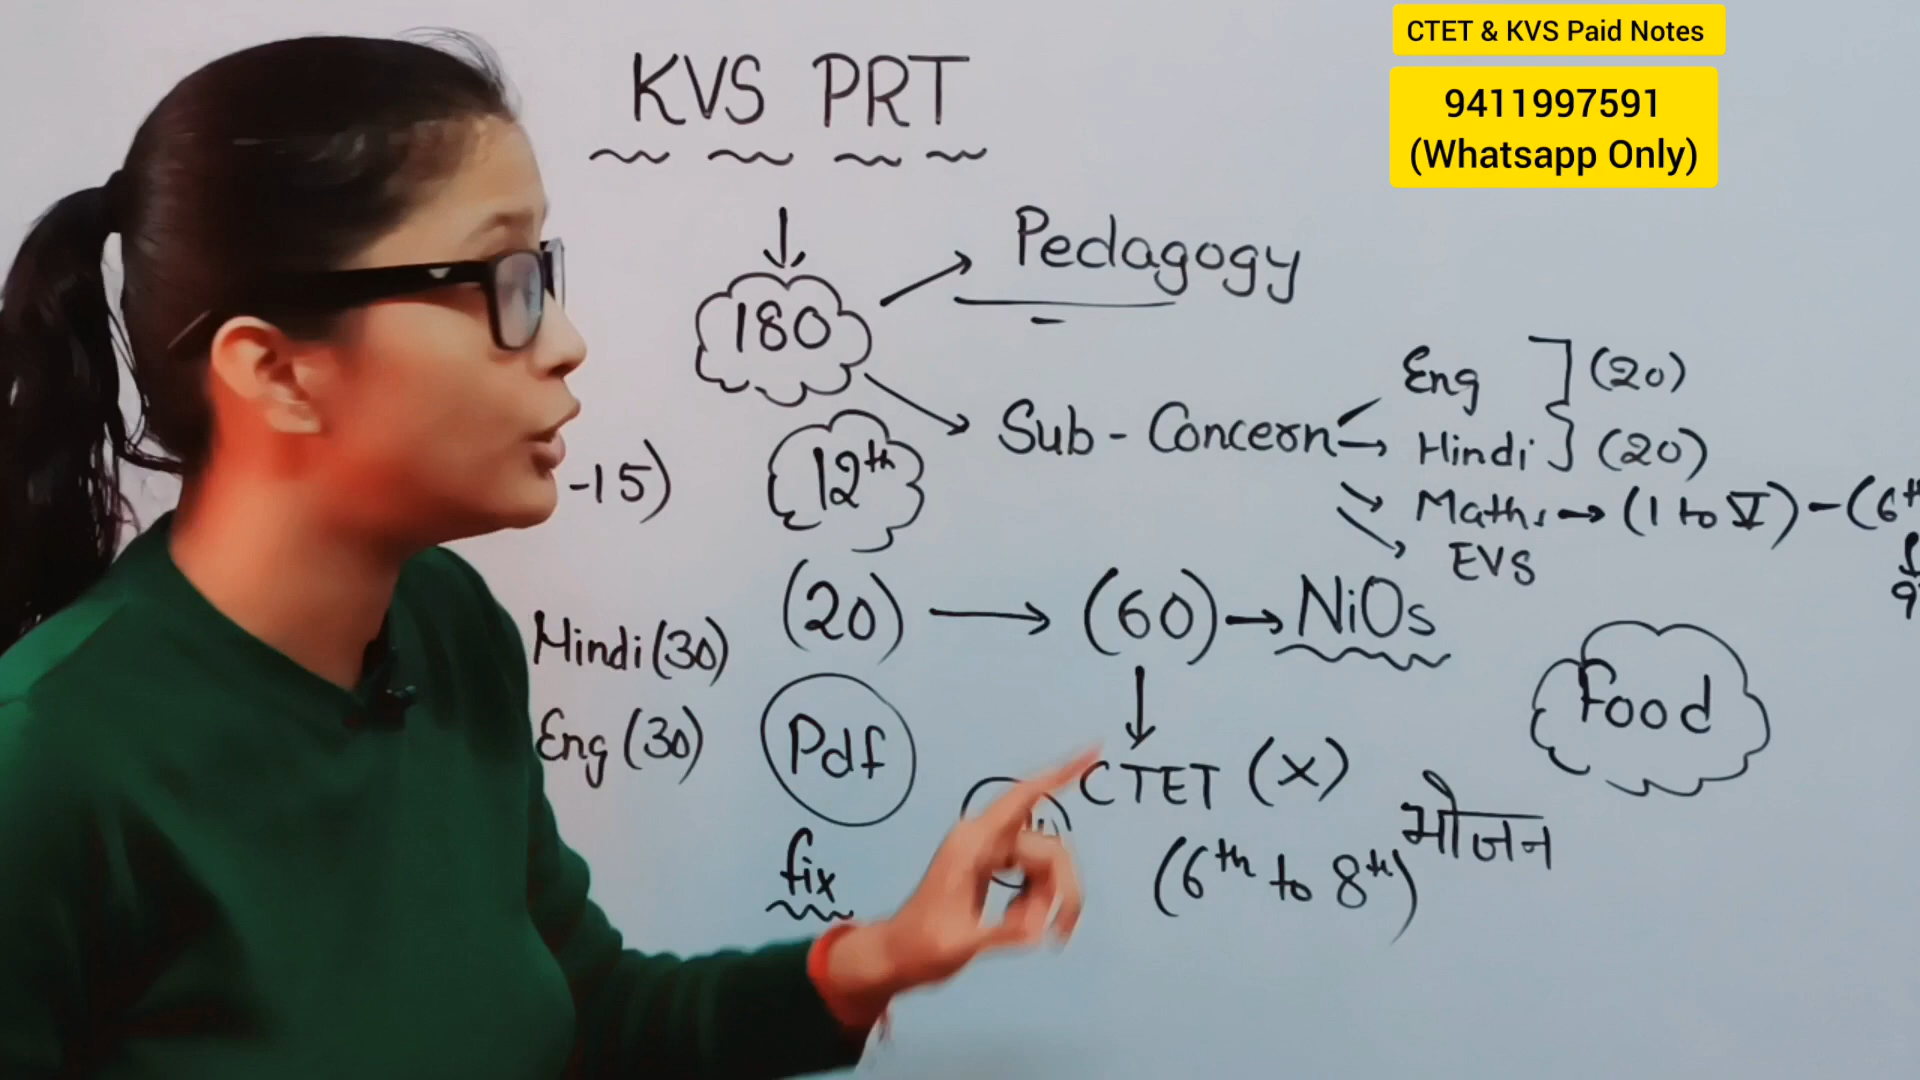 CTET & KVS Paid Notes
9411997591
(Whatsapp Only)
KVS PRT
180
Pedagogy
Sub-Concern
Eng (20)
Hindi (20)
Maths → (1 to V) - (6th
EVS
-15)
12th
(20) → (60) → NiOs
Hindi (30)
Food
Eng (30)
Pdf
CTET (X)
भोजन
fix
(6th to 8th)